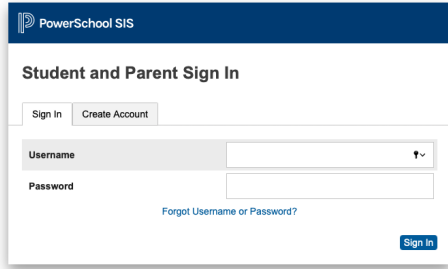 PowerSchool SIS
Student and Parent Sign In
Sign In
Create Account
Username
Password
Forgot Username or Password?
Sign In